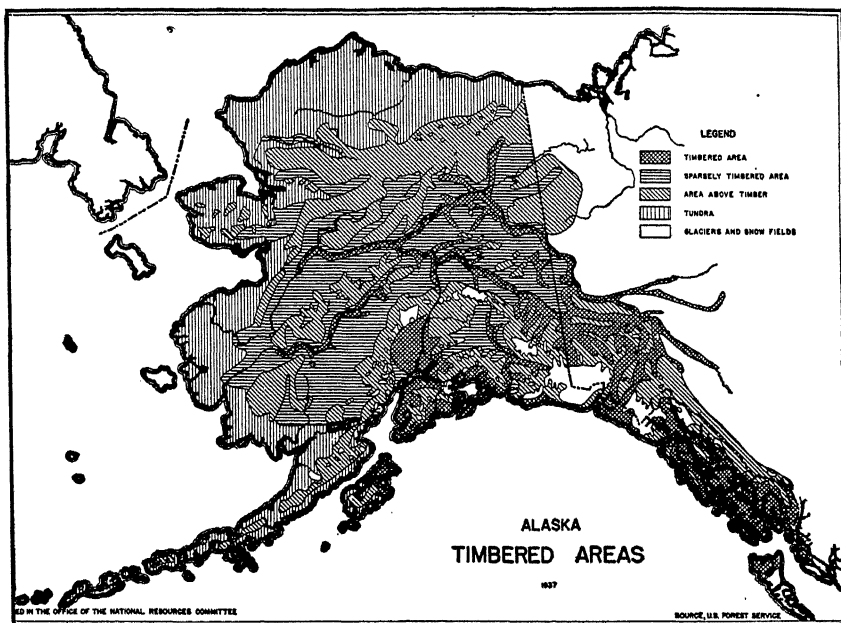 LEGEND
TIMBERED AREA
SPARSELY TIMBERED AREA
AREA ABOVE TIMBER
TUNDRA
GLACIERS AND SNOW FIELDS
ALASKA
TIMBERED AREAS
1937
ED IN THE OFFICE OF THE NATIONAL RESOURCES COMMITTEE
SOURCE, U.S. FOREST SERVICE